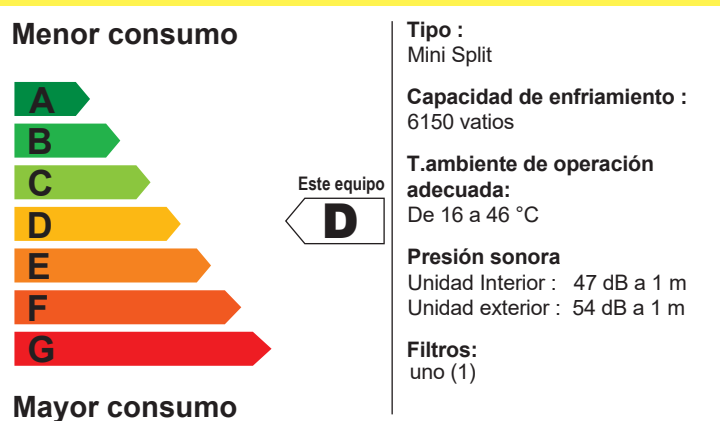 Menor consumo
A
B
C
D
E
F
G
Mayor consumo
Este equipo
D
Tipo :
Mini Split
Capacidad de enfriamiento :
6150 vatios
T.ambiente de operación
adecuada:
De 16 a 46 °C
Presión sonora
Unidad Interior : 47 dB a 1 m
Unidad exterior : 54 dB a 1 m
Filtros:
uno (1)